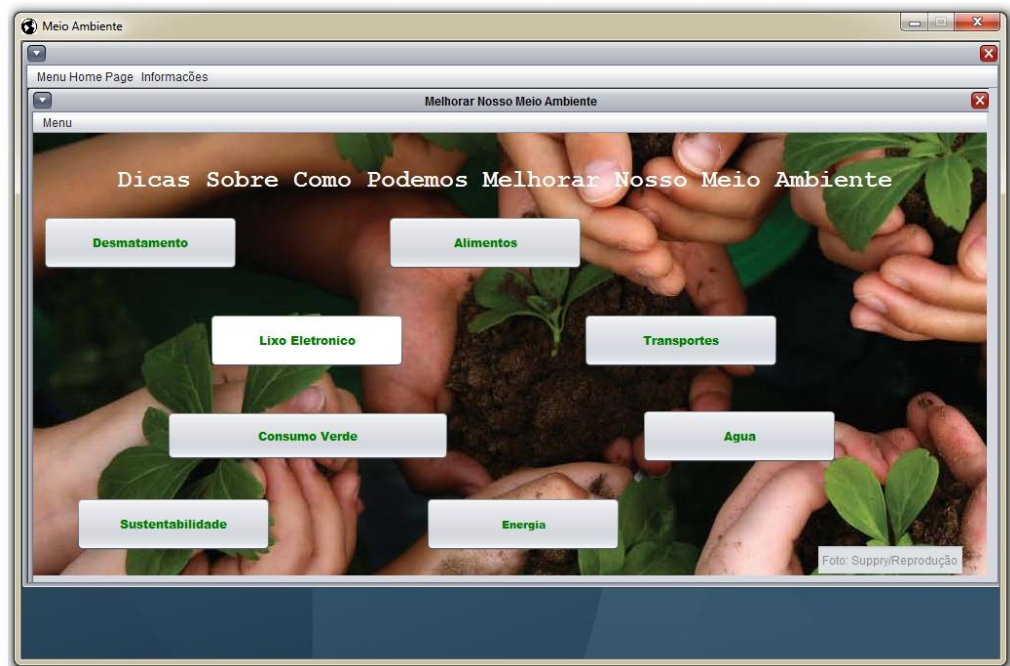 Meio Ambiente
Menu Home Page Informacões
Melhorar Nosso Meio Ambiente
Menu
Dicas Sobre Como Podemos Melhorar Nosso Meio Ambiente
Desmatamento
Alimentos
Lixo Eletronico
Transportes
Consumo Verde
Agua
Sustentabilidade
Energia
Foto: Suppry/Reprodução